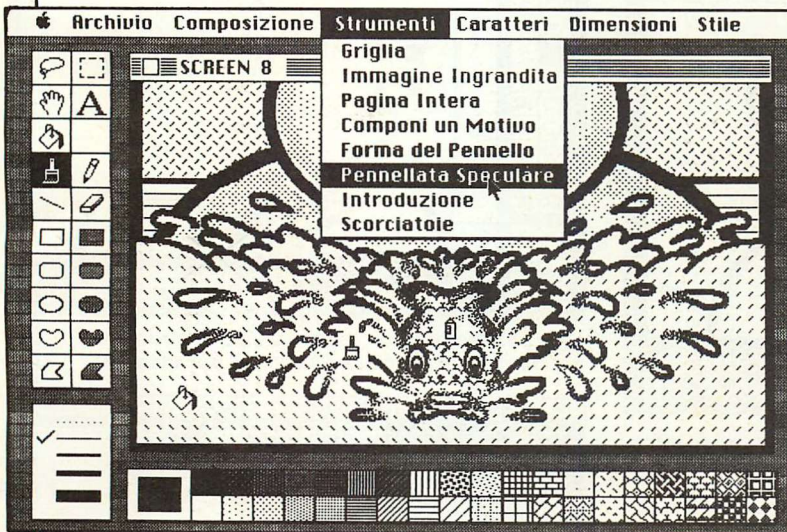 Archivio Composizione Strumenti Caratteri Dimensioni Stile
SCREEN 8
Griglia
Immagine Ingrandita
Pagina Intera
Componi un Motivo
Forma del Pennello
Pennellata Speculare
Introduzione
Scorciatoie
A